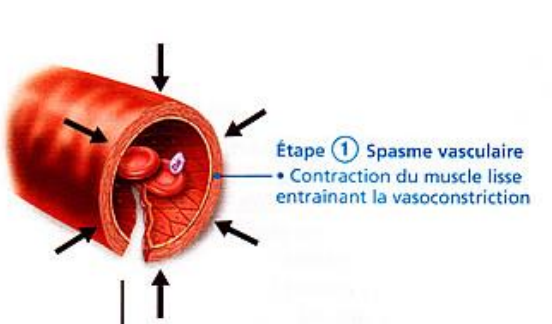 Étape 1 Spasme vasculaire
• Contraction du muscle lisse
entraînant la vasoconstriction